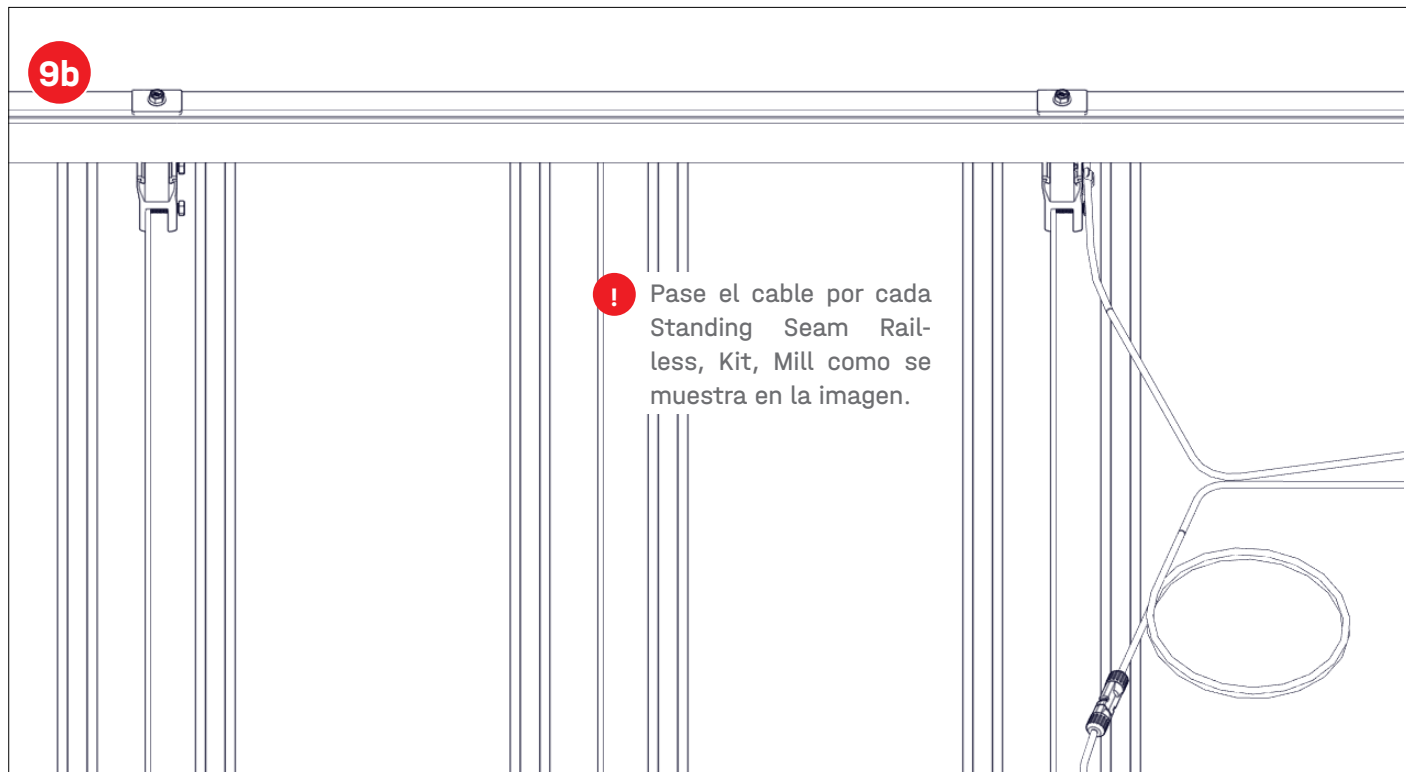 9b
! Pase el cable por cada
Standing Seam Rail-
less, Kit, Mill como se
muestra en la imagen.